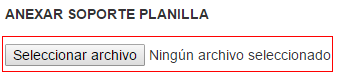 ANEXAR SOPORTE PLANILLA
Seleccionar archivo Ningún archivo seleccionado